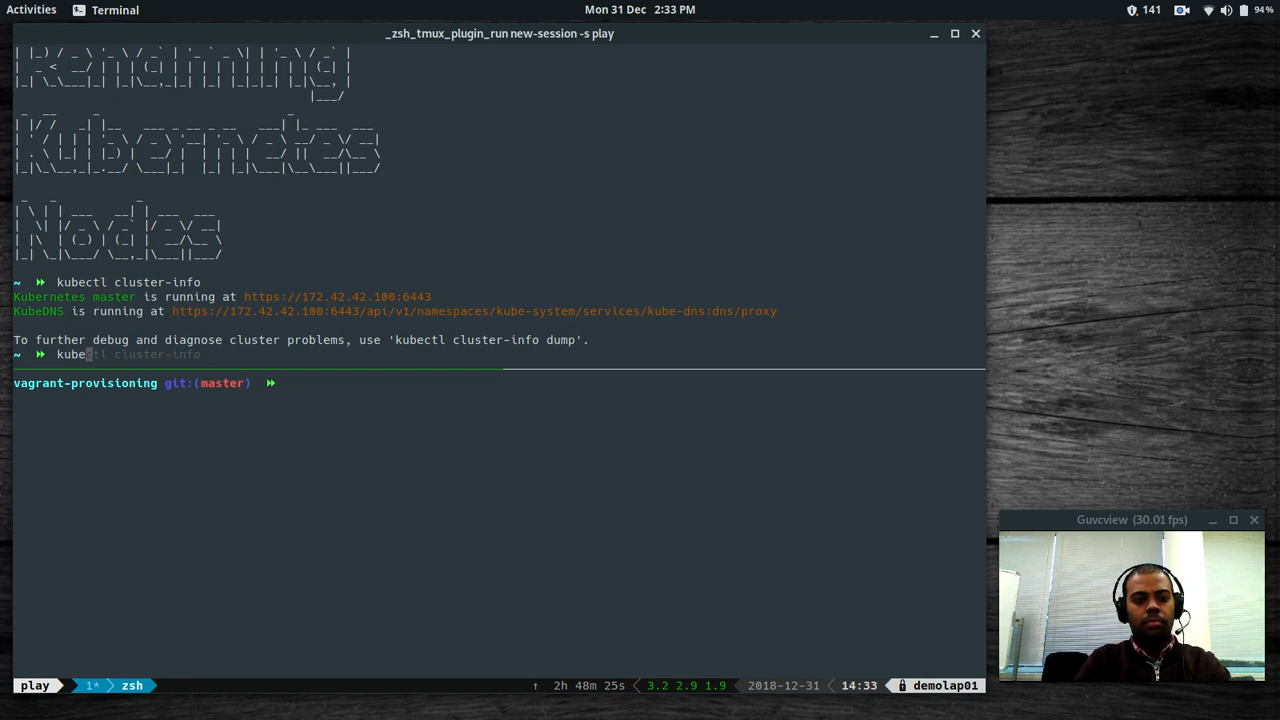 Activities
Terminal
Mon 31 Dec 2:33 PM
141
94 %
_zsh_tmux_plugin_run new-session -s play
Renaming
Kubernetes
Nodes
~ kubectl cluster-info
Kubernetes master is running at https://172.42.42.100:6443
KubeDNS is running at https://172.42.42.100:6443/api/v1/namespaces/kube-system/services/kube-dns:dns/proxy
To further debug and diagnose cluster problems, use 'kubectl cluster-info dump'.
~ kubectl cluster-info
vagrant-provisioning git:(master)
Guvcview (30.01 fps)
play 1* zsh ↑ 2h 48m 25s 3.2 2.9 1.9 2018-12-31 14:33 demolap01